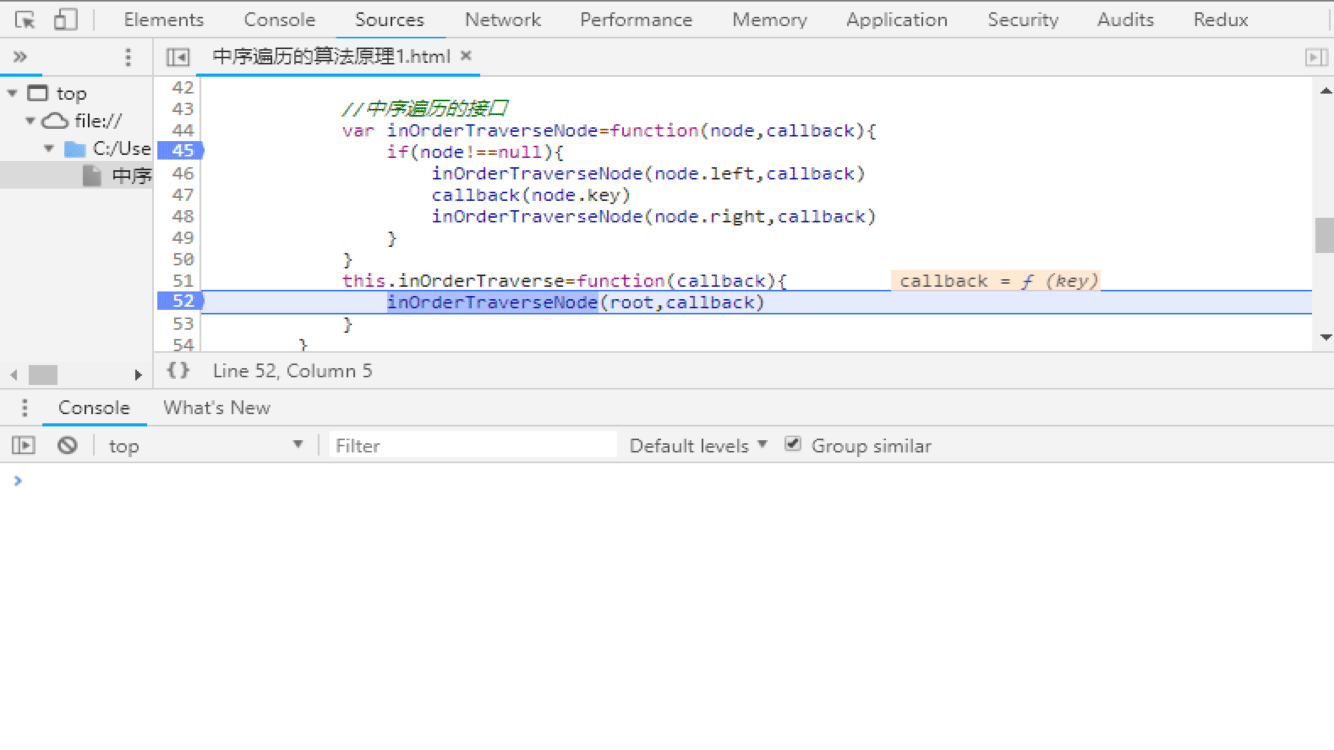 Elements Console Sources Network Performance Memory Application Security Audits Redux
» 中序遍历的算法原理1.html ×
top
file://
C:/Use
中序
42
43 //中序遍历的接口
44 var inOrderTraverseNode=function(node,callback){
45 if(node!==null){
46 inOrderTraverseNode(node.left,callback)
47 callback(node.key)
48 inOrderTraverseNode(node.right,callback)
49 }
50 }
51 this.inOrderTraverse=function(callback){ callback = ƒ (key)
52 inOrderTraverseNode(root,callback)
53 }
54 }
{} Line 52, Column 5
Console What's New
top Filter Default levels Group similar